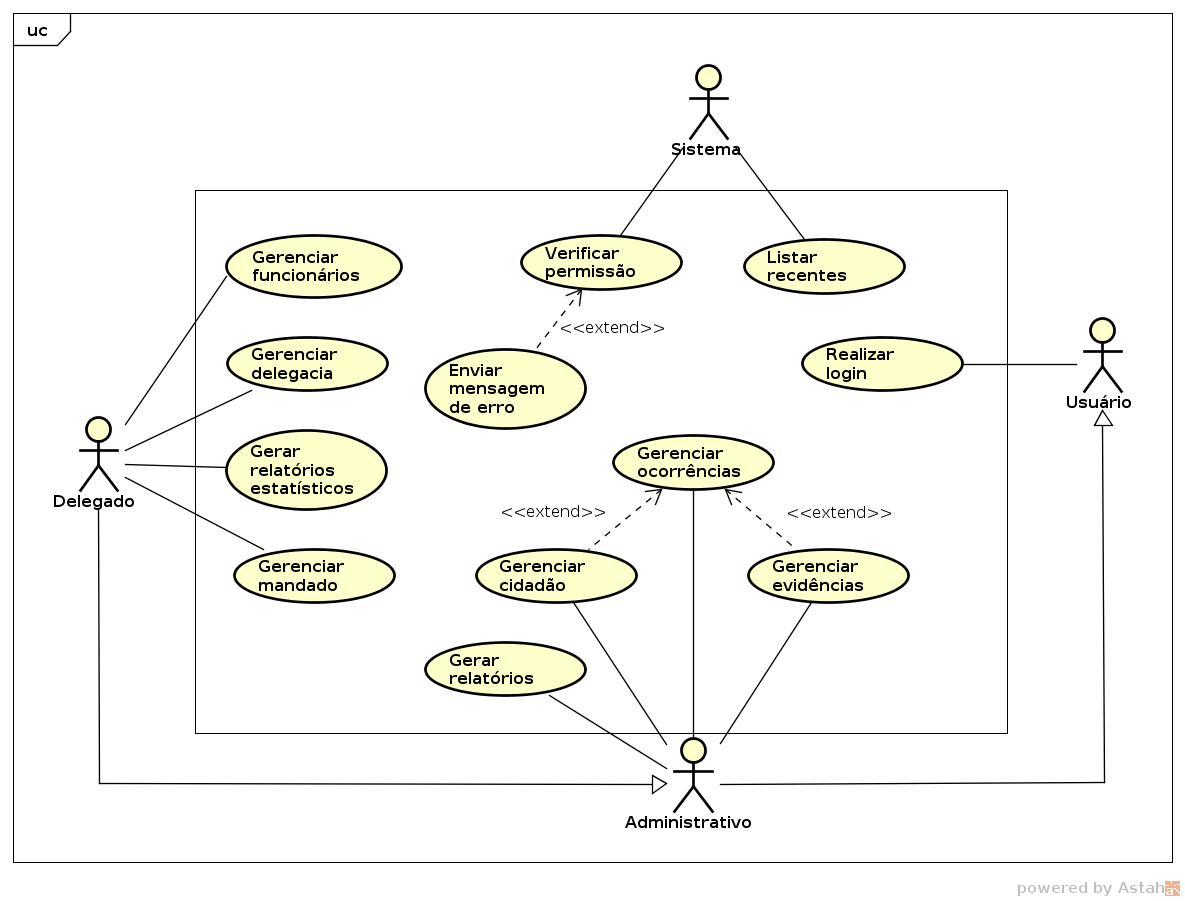 uc
Sistema
Gerenciar
funcionários
Verificar
permissão
Listar
recentes
<<extend>>
Gerenciar
delegacia
Enviar
mensagem
de erro
Realizar
login
Usuário
Gerar
relatórios
estatísticos
Gerenciar
ocorrências
Delegado
<<extend>>
<<extend>>
Gerenciar
mandado
Gerenciar
cidadão
Gerenciar
evidências
Gerar
relatórios
Administrativo
powered by Astah